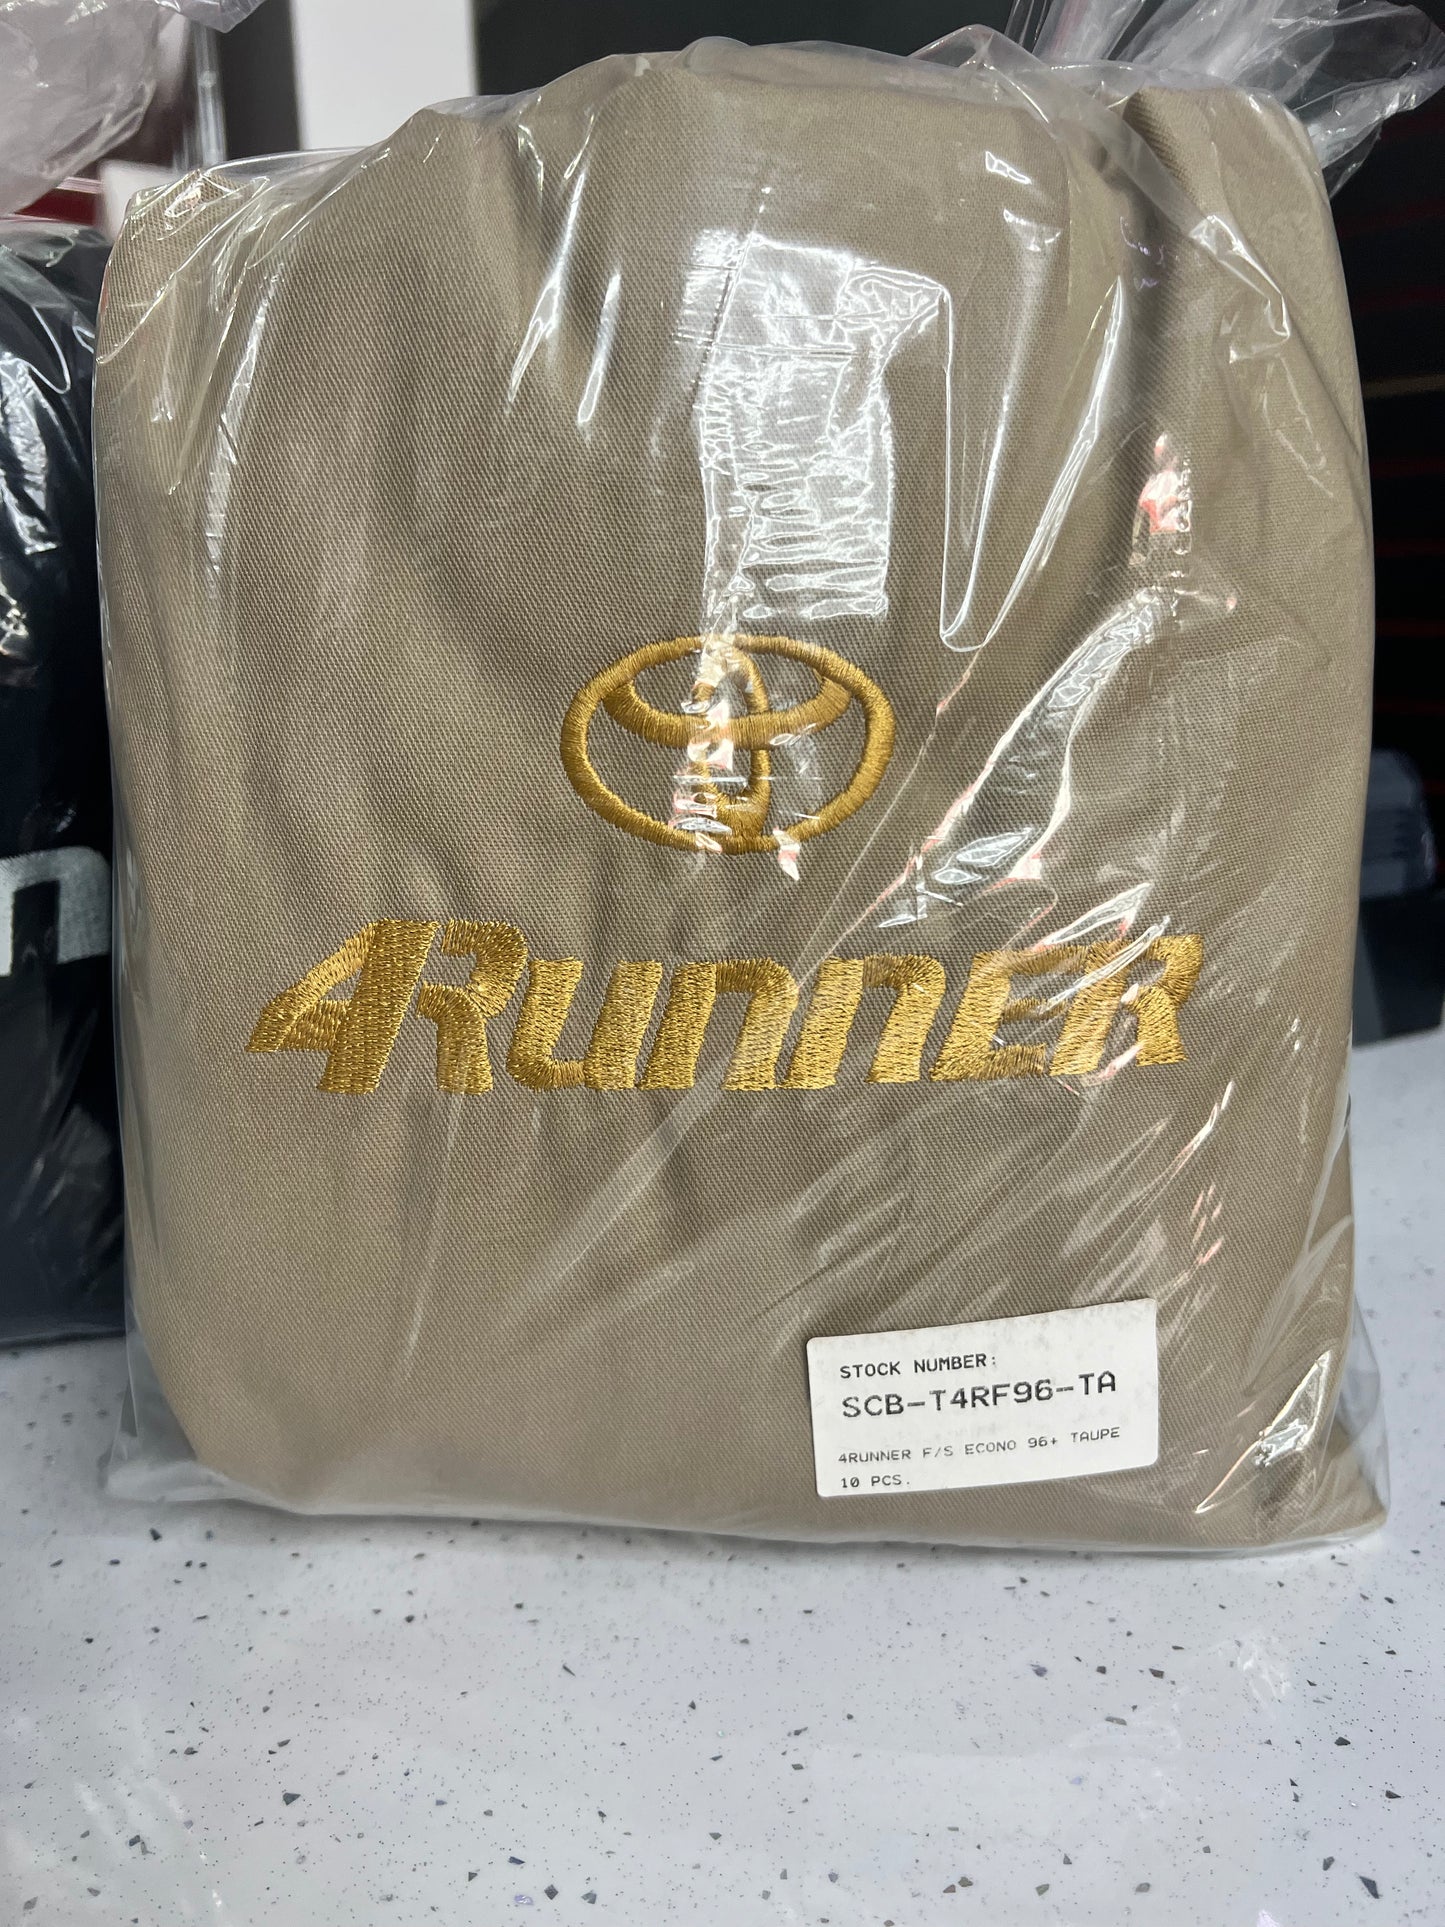 4RUNNER
STOCK NUMBER:
SCB-T4RF96-TA
4RUNNER F/S ECONO 96+ TAUPE
10 PCS.